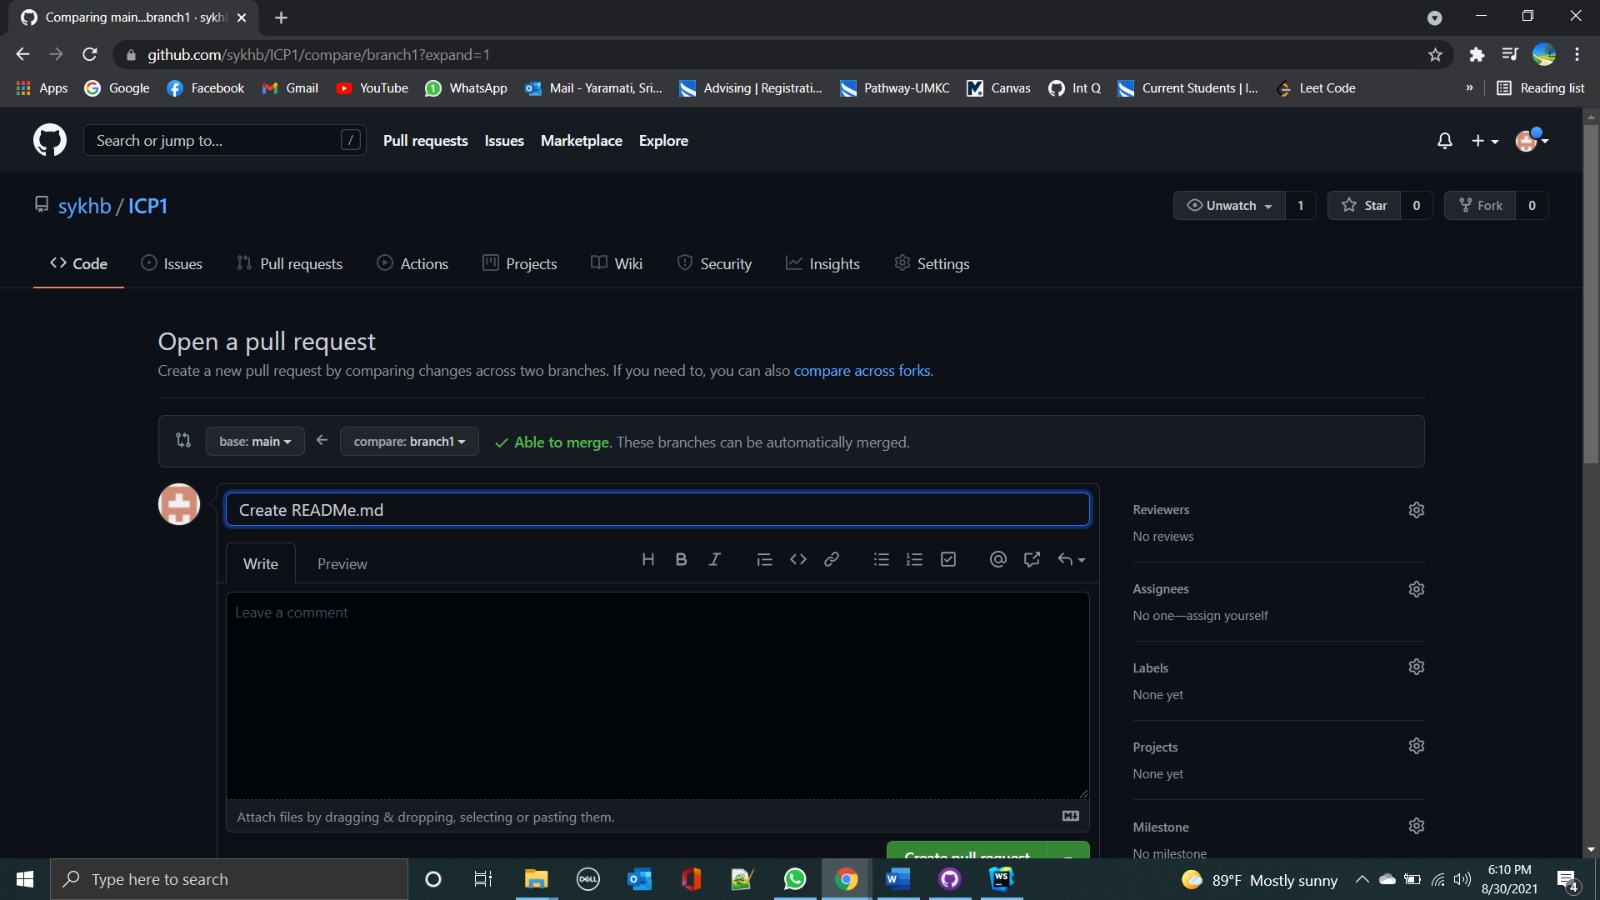 Comparing main...branch1 · sykh
github.com/sykhb/ICP1/compare/branch1?expand=1
Apps Google Facebook Gmail YouTube WhatsApp Mail - Yaramati, Sri... Advising | Registrati... Pathway-UMKC Canvas Int Q Current Students | I... Leet Code » Reading list
Search or jump to... / Pull requests Issues Marketplace Explore
sykhb / ICP1 Unwatch 1 Star 0 Fork 0
Code Issues Pull requests Actions Projects Wiki Security Insights Settings
Open a pull request
Create a new pull request by comparing changes across two branches. If you need to, you can also compare across forks.
base: main compare: branch1 Able to merge. These branches can be automatically merged.
Create READMe.md
Write Preview
Leave a comment
Attach files by dragging & dropping, selecting or pasting them.
Create pull request
Reviewers
No reviews
Assignees
No one—assign yourself
Labels
None yet
Projects
None yet
Milestone
No milestone
Type here to search DELL 89°F Mostly sunny 6:10 PM
8/30/2021
4